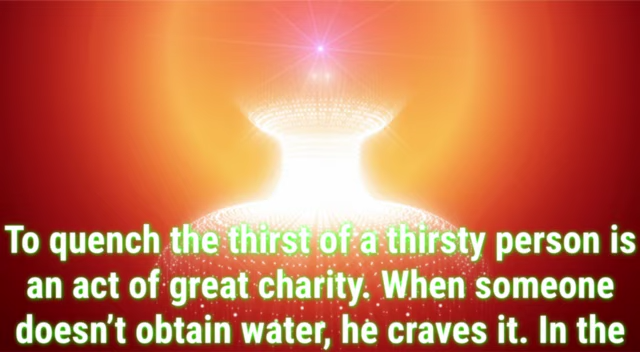 To quench the thirst of a thirsty person is
an act of great charity. When someone
doesn’t obtain water, he craves it. In the